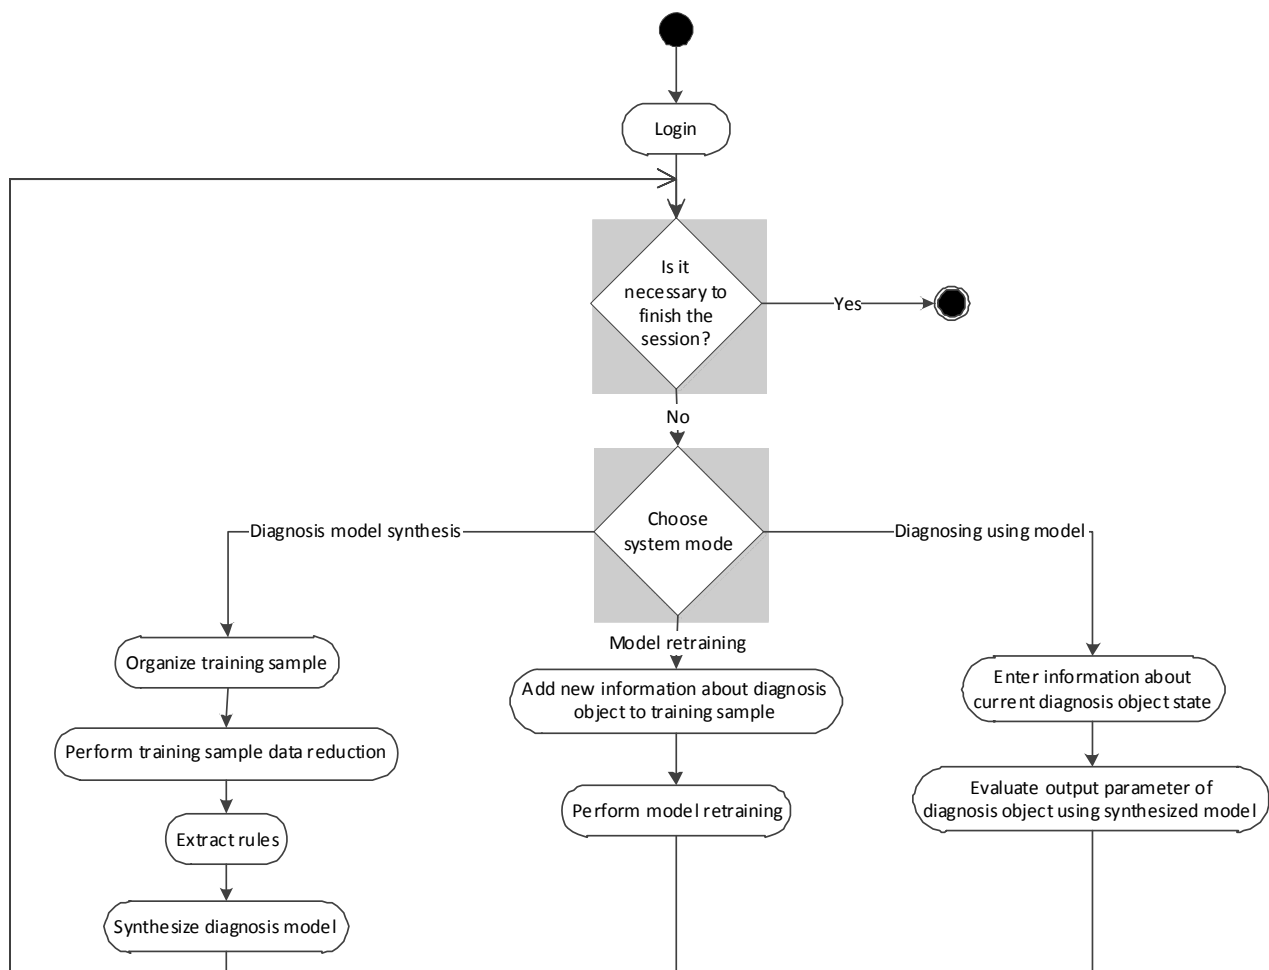 Login
Is it
necessary to
finish the
session?
Yes
No
Choose
system mode
Diagnosis model synthesis
Diagnosing using model
Model retraining
Organize training sample
Add new information about diagnosis
object to training sample
Enter information about
current diagnosis object state
Perform training sample data reduction
Perform model retraining
Evaluate output parameter of
diagnosis object using synthesized model
Extract rules
Synthesize diagnosis model